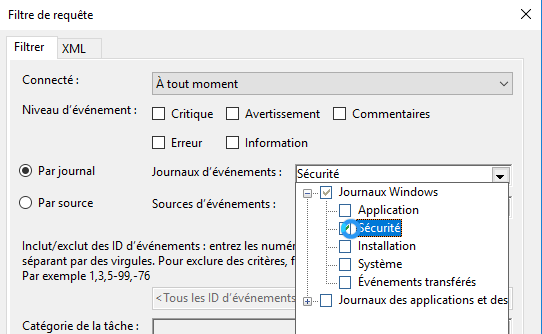 Filtre de requête
Filtrer XML
Connecté : À tout moment
Niveau d'événement : Critique Avertissement Commentaires
Erreur Information
Par journal Journaux d'événements : Sécurité
Journaux Windows
Par source Sources d'événements :
Application
Sécurité
Inclut/exclut des ID d'événements : entrez les numér
Installation
séparant par des virgules. Pour exclure des critères, f
Système
Par exemple 1,3,5-99,-76
Événements transférés
<Tous les ID d'événements
Journaux des applications et des
Catégorie de la tâche :